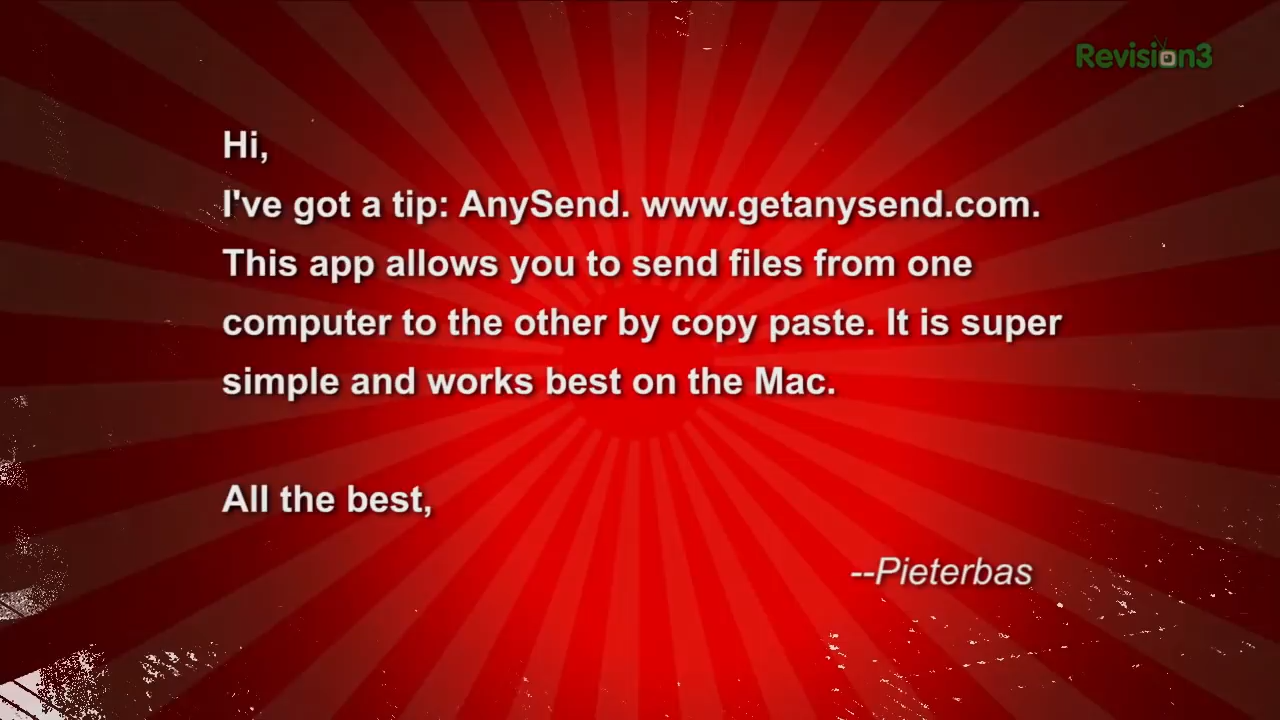 Revision3
Hi,
I've got a tip: AnySend. www.getanysend.com.
This app allows you to send files from one
computer to the other by copy paste. It is super
simple and works best on the Mac.
All the best,
--Pieterbas